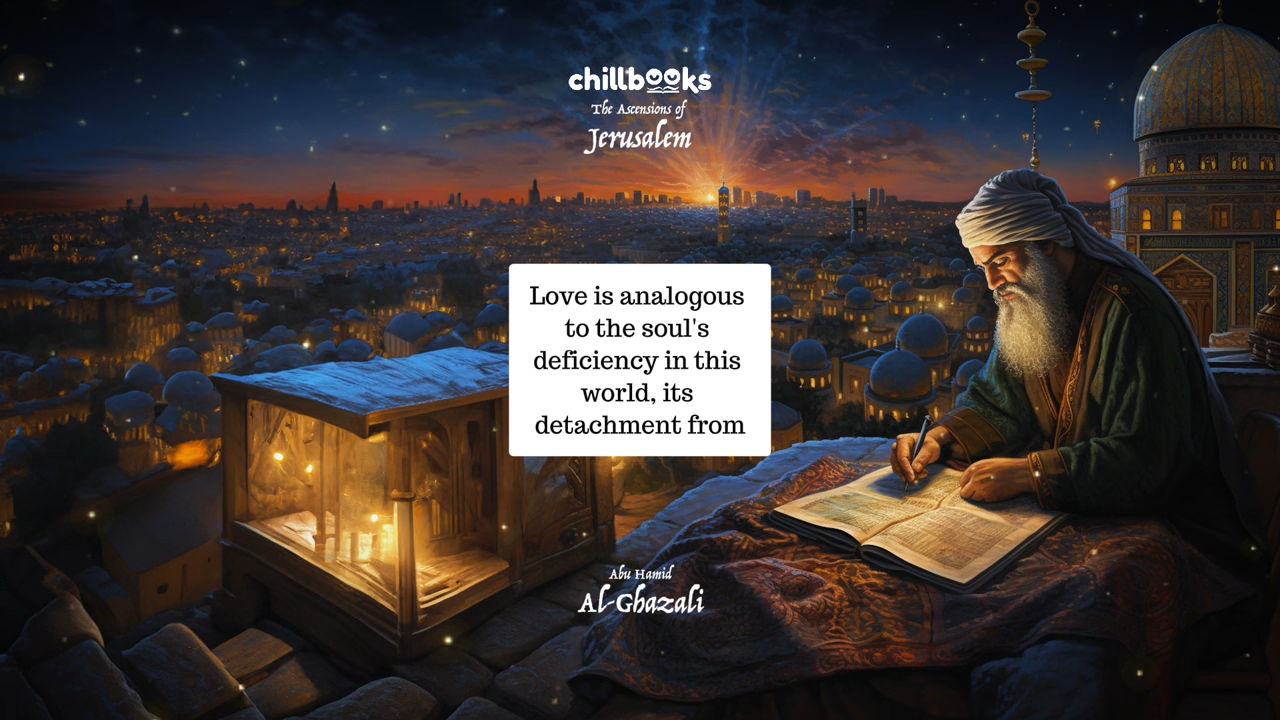 chillbooks
The Ascensions of
Jerusalem
Love is analogous
to the soul's
deficiency in this
world, its
detachment from
Abu Hamid
Al-Ghazali